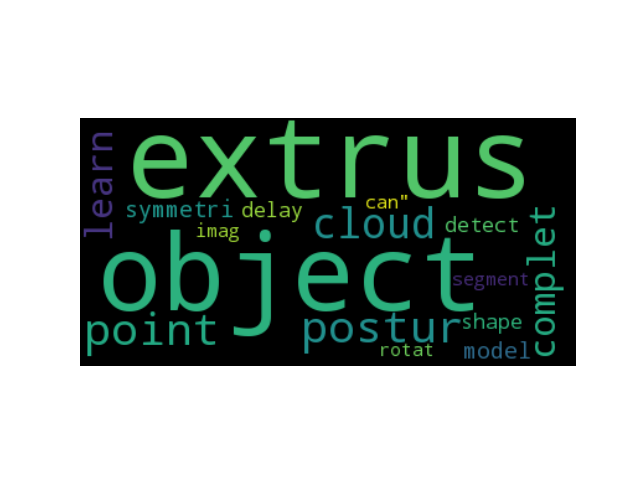 extrus
learn
symmetri
delay
can"
cloud
detect
imag
object
segment
complet
point
postur
shape
rotat
model